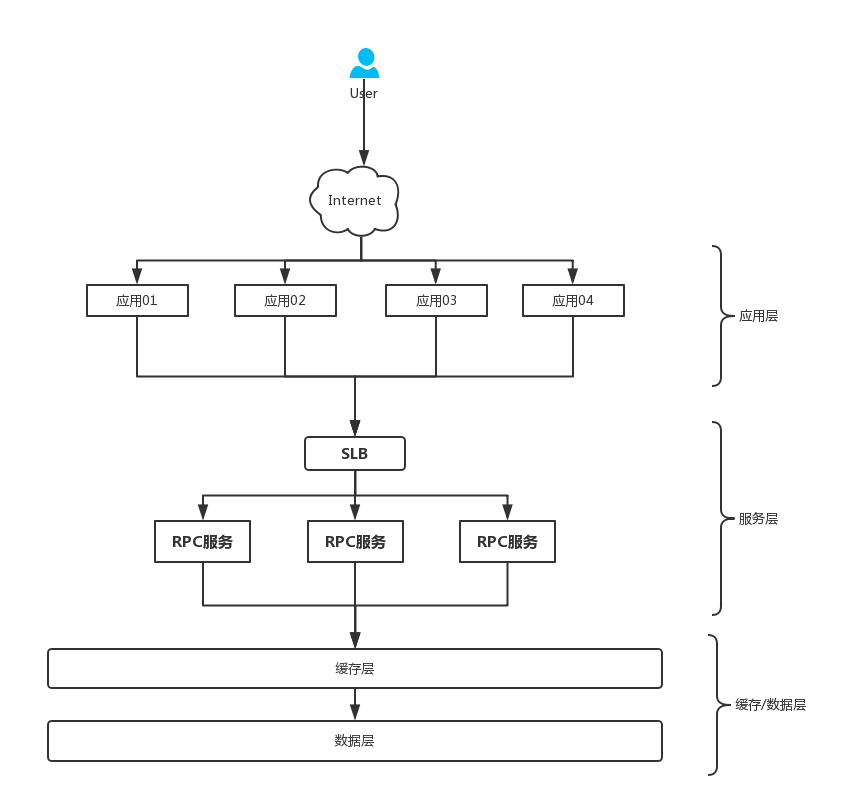 User
Internet
应用01
应用02
应用03
应用04
应用层
SLB
RPC服务
RPC服务
RPC服务
服务层
缓存层
缓存/数据层
数据层